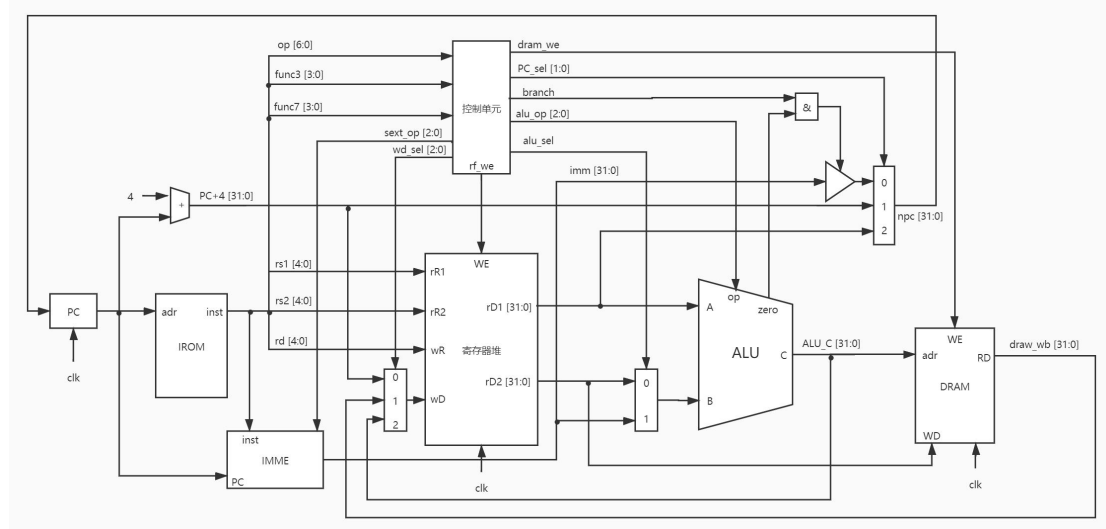 op [6:0]
func3 [3:0]
func7 [3:0]
sext_op [2:0]
wd_sel [2:0]
控制单元
rf_we
dram_we
PC_sel [1:0]
branch
alu_op [2:0]
alu_sel
&
imm [31:0]
0
1
2
npc [31:0]
4
+
PC+4 [31:0]
PC
clk
adr
inst
IROM
rs1 [4:0]
rs2 [4:0]
rd [4:0]
inst
IMME
PC
0
1
2
WE
rR1
rR2
wR
wD
寄存器堆
rD1 [31:0]
rD2 [31:0]
clk
0
1
op
zero
A
B
ALU
C
ALU_C [31:0]
WE
adr
RD
DRAM
WD
clk
draw_wb [31:0]